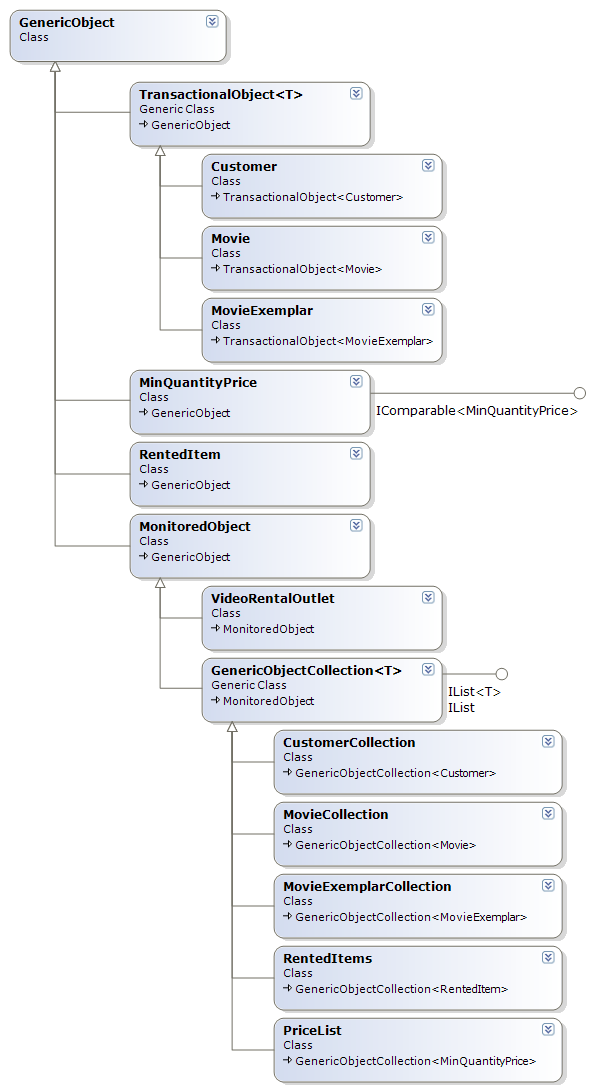 GenericObject
Class
TransactionalObject<T>
Generic Class
GenericObject
Customer
Class
TransactionalObject<Customer>
Movie
Class
TransactionalObject<Movie>
MovieExemplar
Class
TransactionalObject<MovieExemplar>
MinQuantityPrice
Class
GenericObject
IComparable<MinQuantityPrice>
RentedItem
Class
GenericObject
MonitoredObject
Class
GenericObject
VideoRentalOutlet
Class
MonitoredObject
GenericObjectCollection<T>
Generic Class
MonitoredObject
IList<T>
IList
CustomerCollection
Class
GenericObjectCollection<Customer>
MovieCollection
Class
GenericObjectCollection<Movie>
MovieExemplarCollection
Class
GenericObjectCollection<MovieExemplar>
RentedItems
Class
GenericObjectCollection<RentedItem>
PriceList
Class
GenericObjectCollection<MinQuantityPrice>